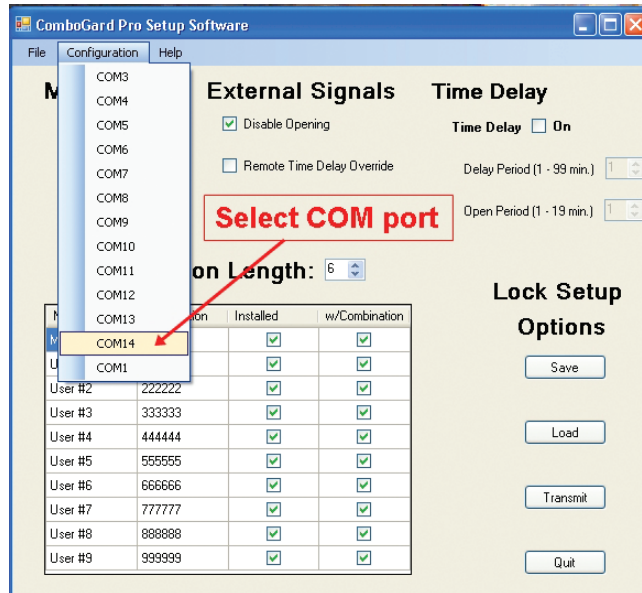 ComboGard Pro Setup Software
File Configuration Help
COM3
COM4
COM5
COM6
COM7
COM8
COM9
COM10
COM11
COM12
COM13
COM14
COM1
External Signals
Disable Opening
Remote Time Delay Override
Time Delay
Time Delay On
Delay Period (1 - 99 min.) 1
Open Period (1 - 19 min.) 1
Select COM port
Length: 6
Installed w/Combination
User #2 222222
User #3 333333
User #4 444444
User #5 555555
User #6 666666
User #7 777777
User #8 888888
User #9 999999
Lock Setup
Options
Save
Load
Transmit
Quit